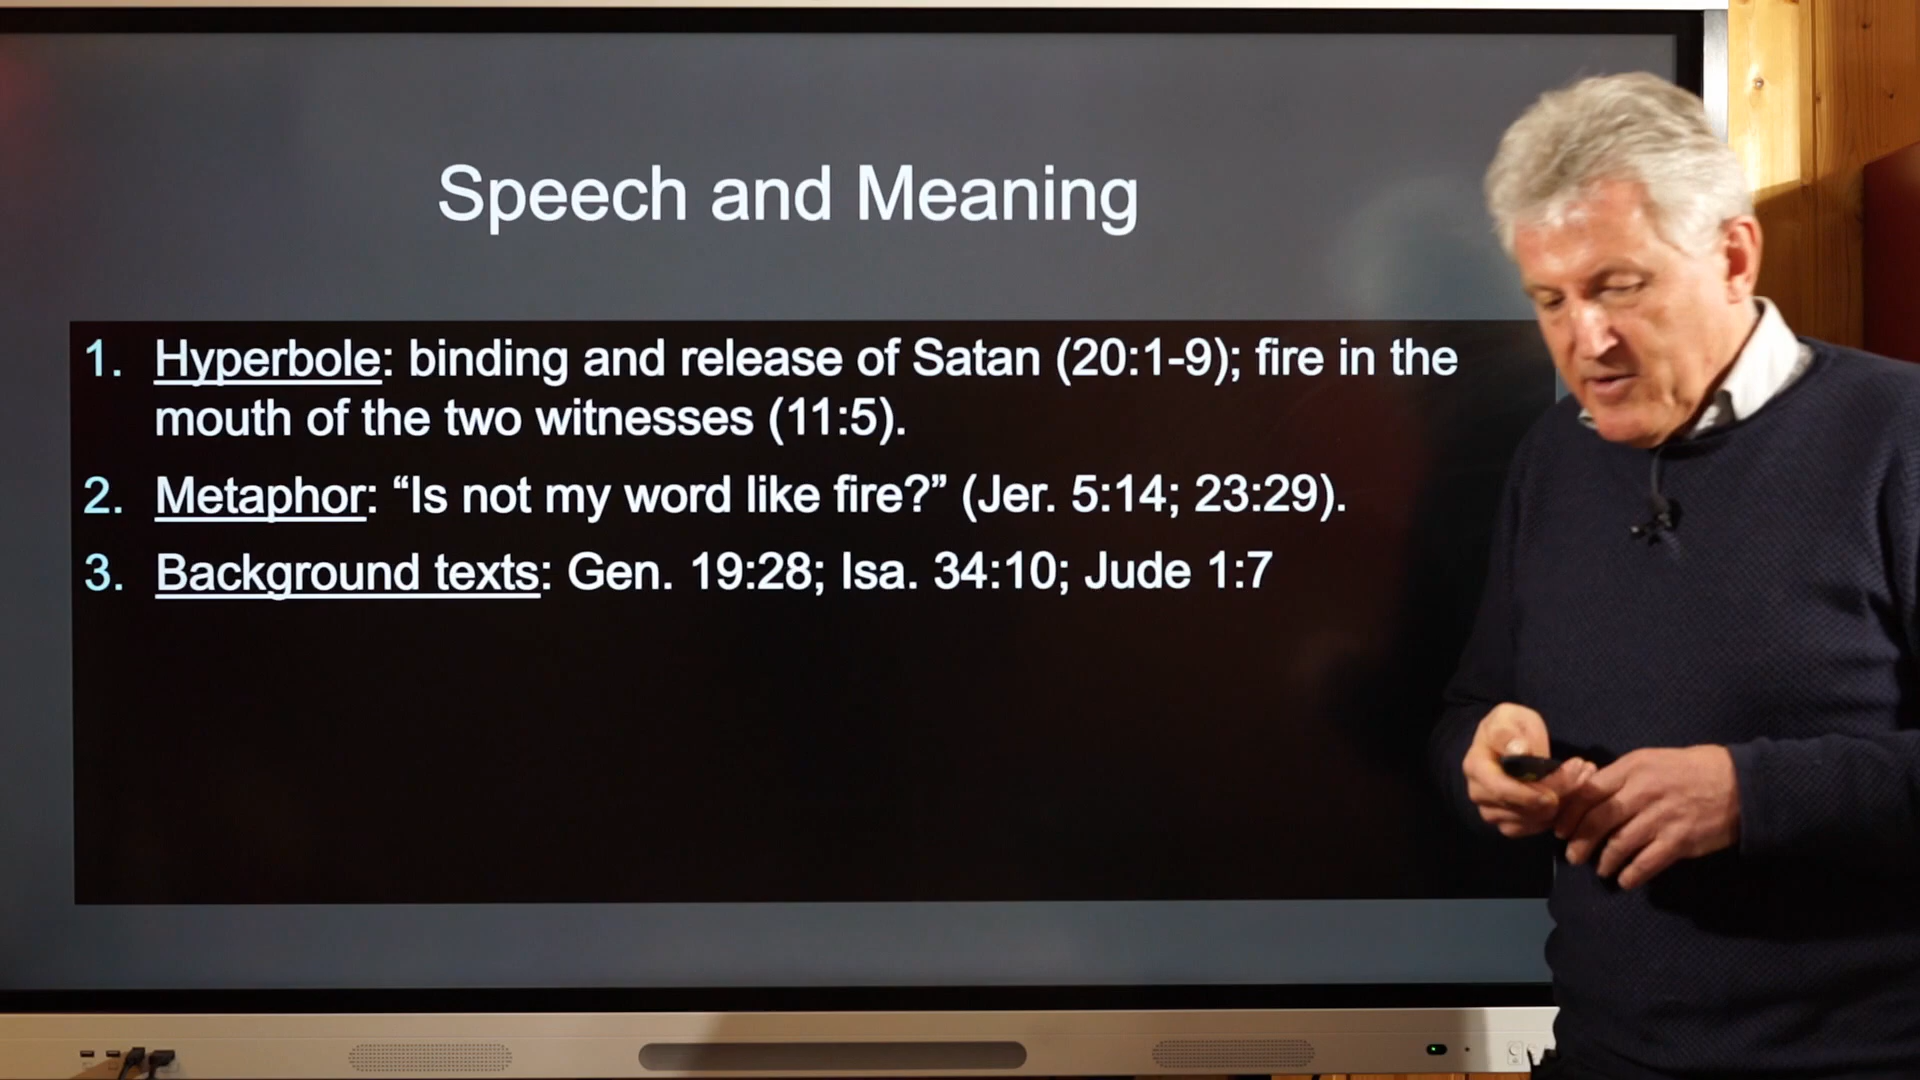 Speech and Meaning
1. Hyperbole: binding and release of Satan (20:1-9); fire in the
mouth of the two witnesses (11:5).
2. Metaphor: “Is not my word like fire?” (Jer. 5:14; 23:29).
3. Background texts: Gen. 19:28; Isa. 34:10; Jude 1:7